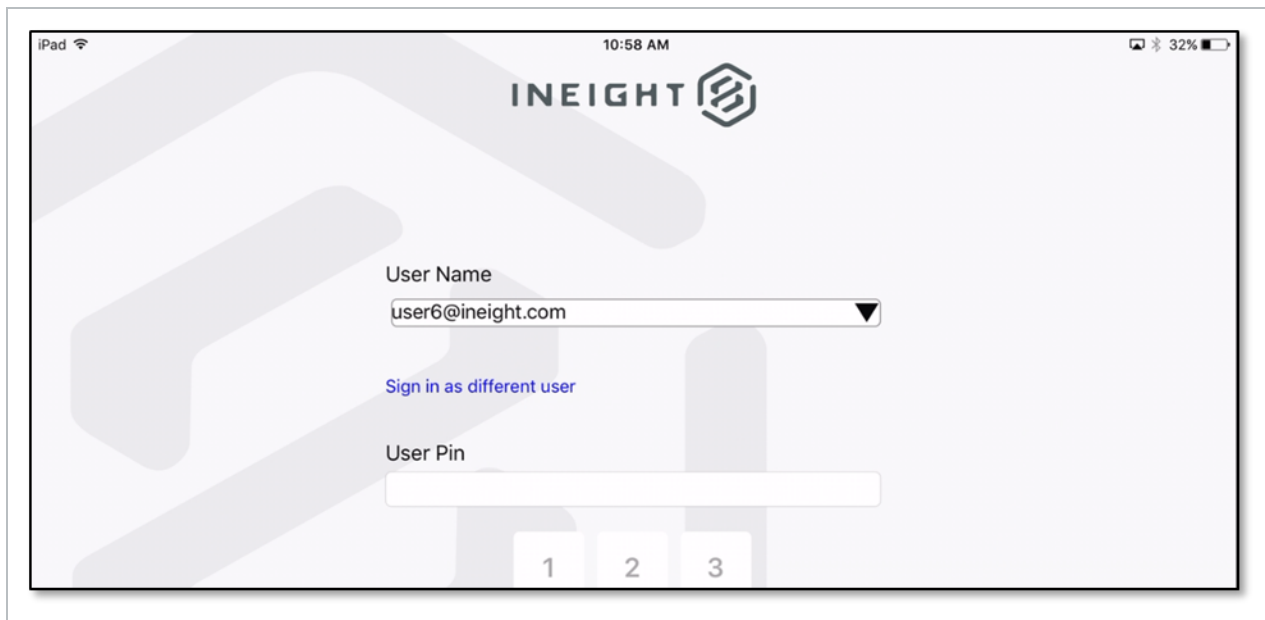 iPad 10:58 AM 32%
INEIGHT
User Name
user6@ineight.com
Sign in as different user
User Pin
1 2 3